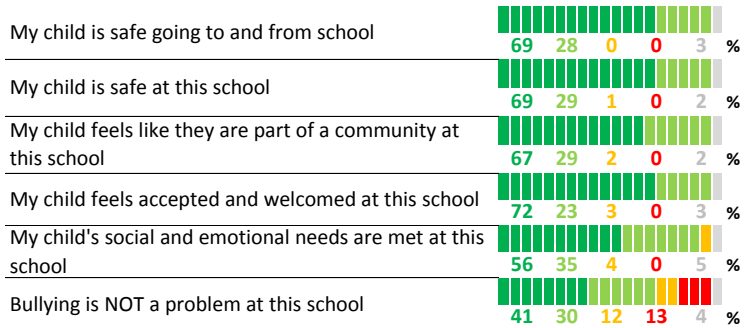 My child is safe going to and from school
69 28 0 0 3 %
My child is safe at this school
69 29 1 0 2 %
My child feels like they are part of a community at
this school
67 29 2 0 2 %
My child feels accepted and welcomed at this school
72 23 3 0 3 %
My child's social and emotional needs are met at this
school
56 35 4 0 5 %
Bullying is NOT a problem at this school
41 30 12 13 4 %